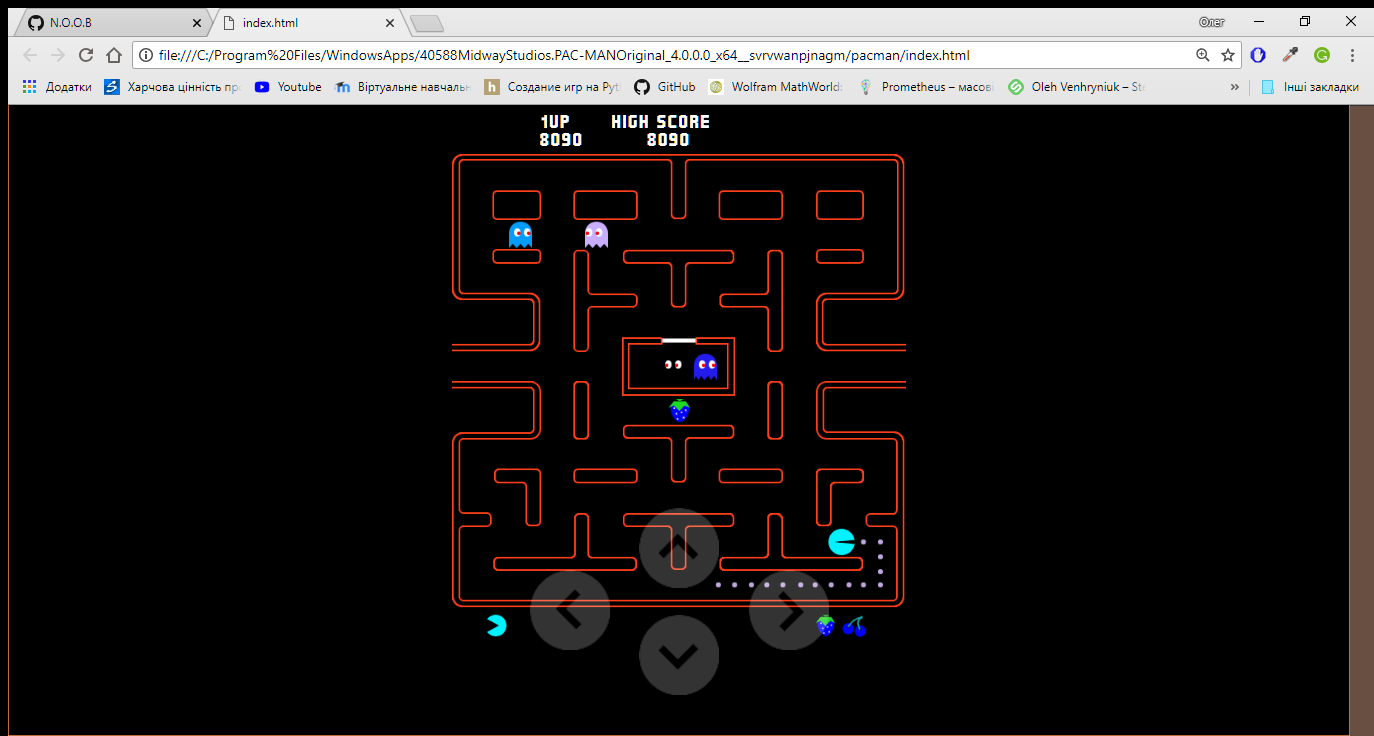 N.O.O.B
index.html
Олег
file:///C:/Program%20Files/WindowsApps/40588MidwayStudios.PAC-MANOriginal_4.0.0.0_x64__svrvwanpjnagm/pacman/index.html
Додатки
Харчова цінність пр
Youtube
Віртуальне навчальн
Создание игр на Pyt
GitHub
Wolfram MathWorld:
Prometheus – масові
Oleh Venhryniuk – St
»
Інші закладки
1UP HIGH SCORE
8090 8090